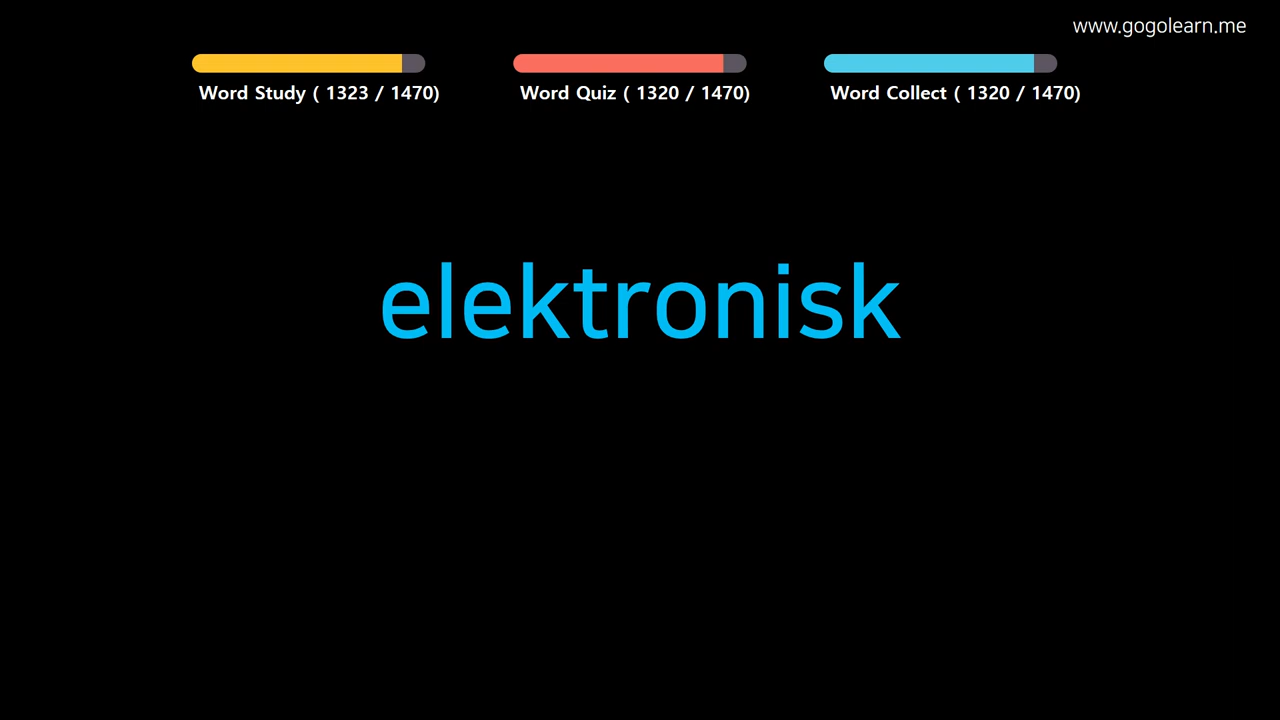 www.gogolearn.me
Word Study ( 1323 / 1470)
Word Quiz ( 1320 / 1470)
Word Collect ( 1320 / 1470)
elektronisk